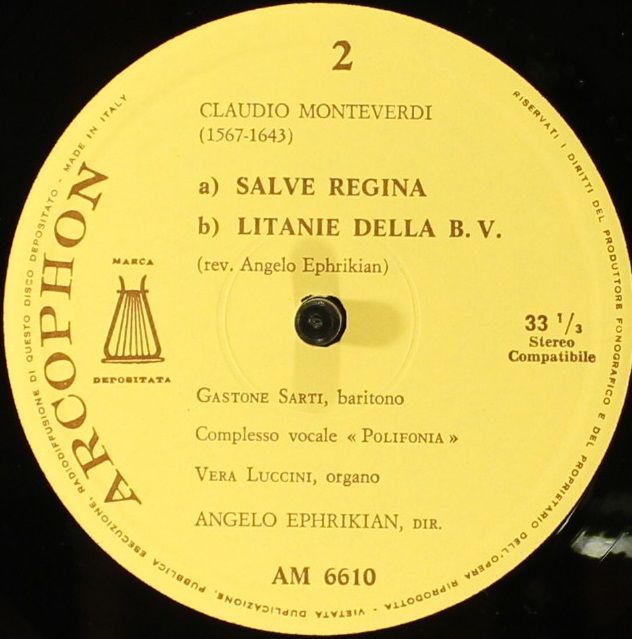 2
CLAUDIO MONTEVERDI
(1567-1643)
a) SALVE REGINA
b) LITANIE DELLA B. V.
(rev. Angelo Ephrikian)
ARCOPHON
MARCA
DEPOSITATA
33 1/3
Stereo
Compatibile
GASTONE SARTI, baritono
Complesso vocale « POLIFONIA »
VERA LUCCINI, organo
ANGELO EPHRIKIAN, DIR.
AM 6610
RISERVATI I DIRITTI DEL PRODUTTORE FONOGRAFICO E DEL PROPRIETARIO DELL'OPERA RIPRODOTTA - VIETATA DUPLICAZIONE, PUBBLICA ESECUZIONE, RADIODIFFUSIONE DI QUESTO DISCO DEPOSITATO - MADE IN ITALY